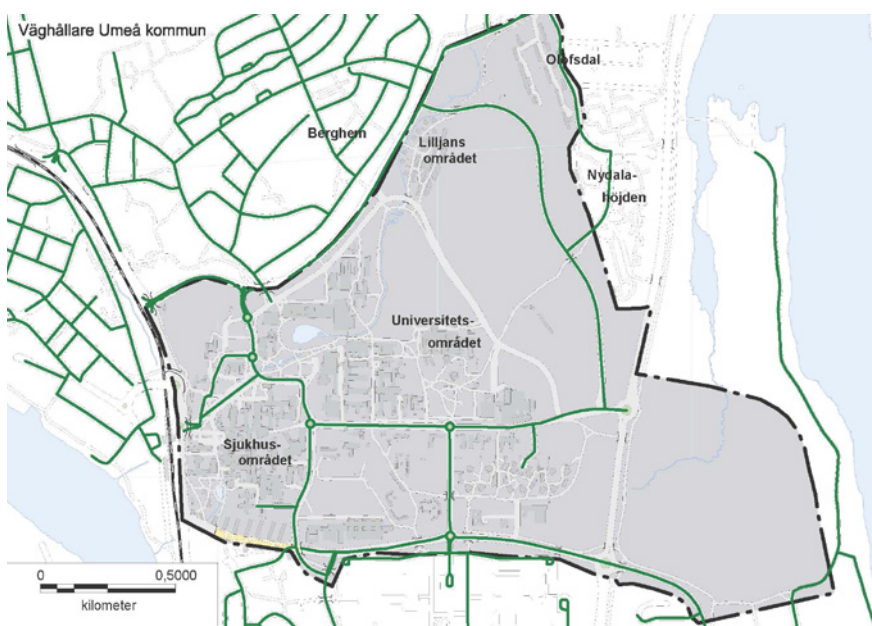 Väghållare Umeå kommun
Olofsdal
Berghem
Lilljans
området
Nydala-
höjden
Universitets-
området
Sjukhus-
området
0
0,5000
kilometer